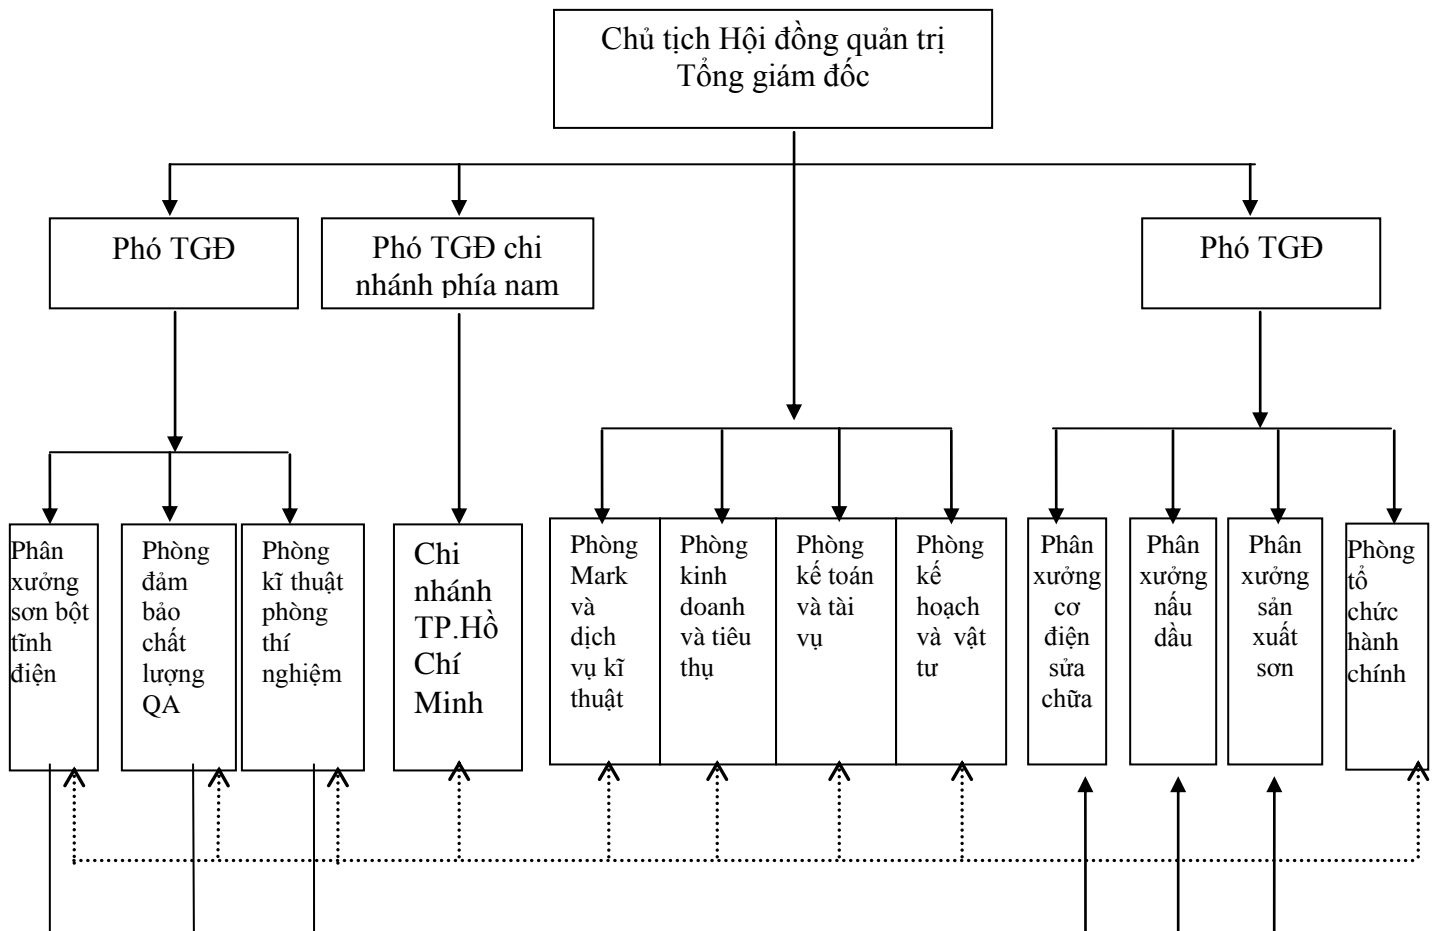 Chủ tịch Hội đồng quản trị
Tổng giám đốc
Phó TGĐ
Phó TGĐ chi
nhánh phía nam
Phó TGĐ
Phân
xưởng
sơn bột
tĩnh
điện
Phòng
đảm
bảo
chất
lượng
QA
Phòng
kĩ thuật
phòng
thí
nghiệm
Chi
nhánh
TP.Hồ
Chí
Minh
Phòng
Mark
và
dịch
vụ kĩ
thuật
Phòng
kinh
doanh
và tiêu
thụ
Phòng
kế toán
và tài
vụ
Phòng
kế
hoạch
và vật
tư
Phân
xưởng
cơ
điện
sửa
chữa
Phân
xưởng
nấu
dầu
Phân
xưởng
sản
xuất
sơn
Phòng
tổ
chức
hành
chính